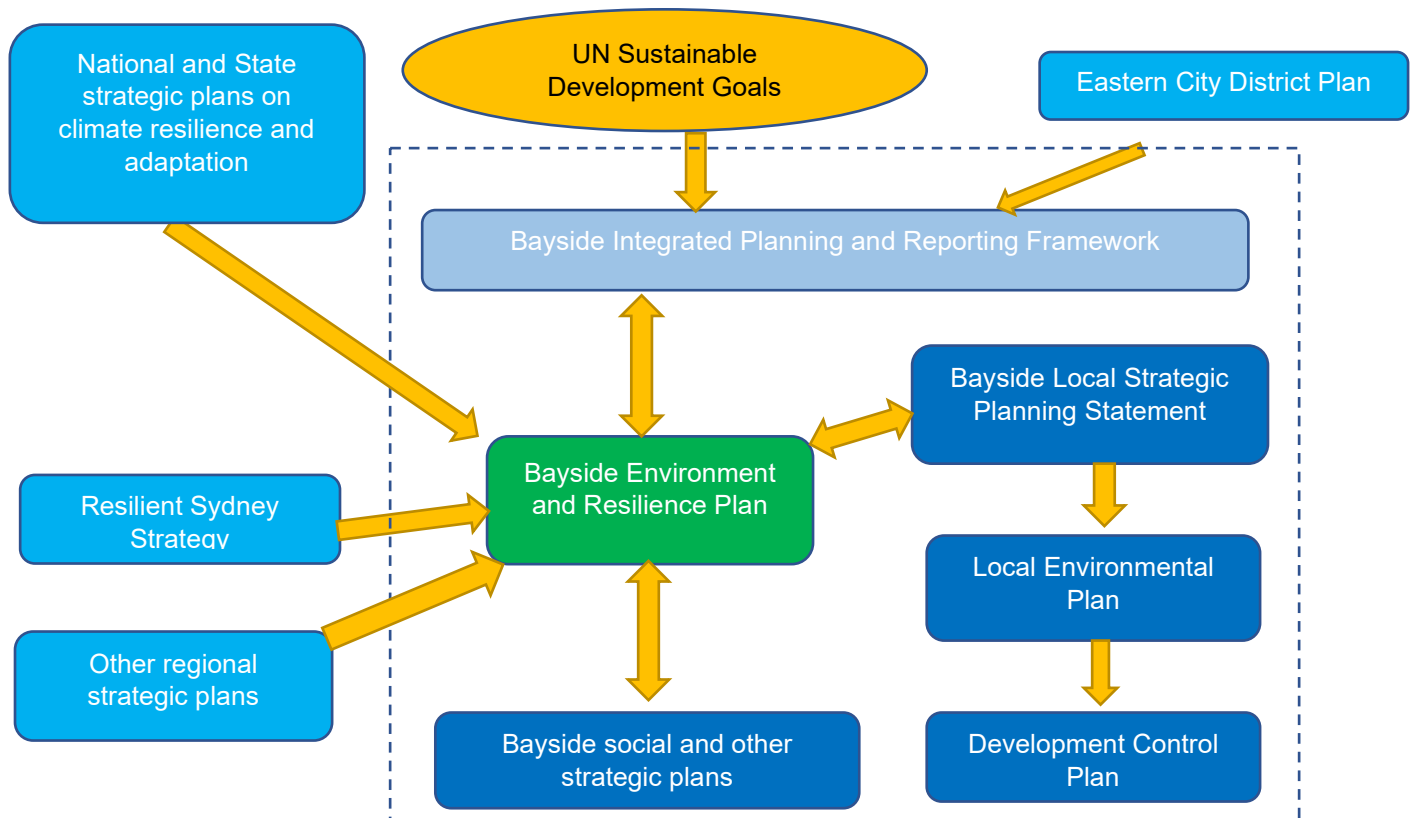 National and State
strategic plans on
climate resilience and
adaptation
UN Sustainable
Development Goals
Eastern City District Plan
Bayside Integrated Planning and Reporting Framework
Bayside Local Strategic
Planning Statement
Bayside Environment
and Resilience Plan
Resilient Sydney
Strategy
Local Environmental
Plan
Other regional
strategic plans
Bayside social and other
strategic plans
Development Control
Plan